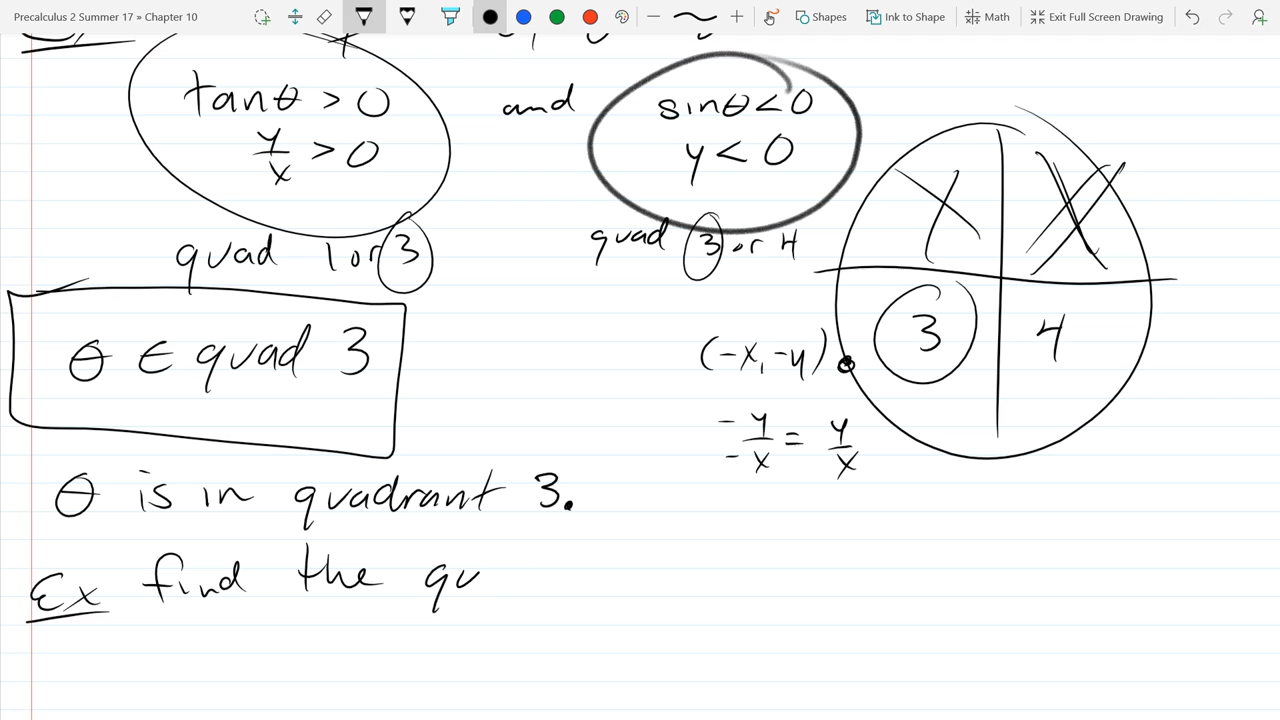 Precalculus 2 Summer 17 » Chapter 10
Shapes
Ink to Shape
Math
Exit Full Screen Drawing
tanθ > 0 and sinθ < 0
y/x > 0 y < 0
quad 1 or 3 quad 3 or 4
θ ∈ quad 3
3 4
(-x, -y)
-y/-x = y/x
θ is in quadrant 3.
Ex find the qu